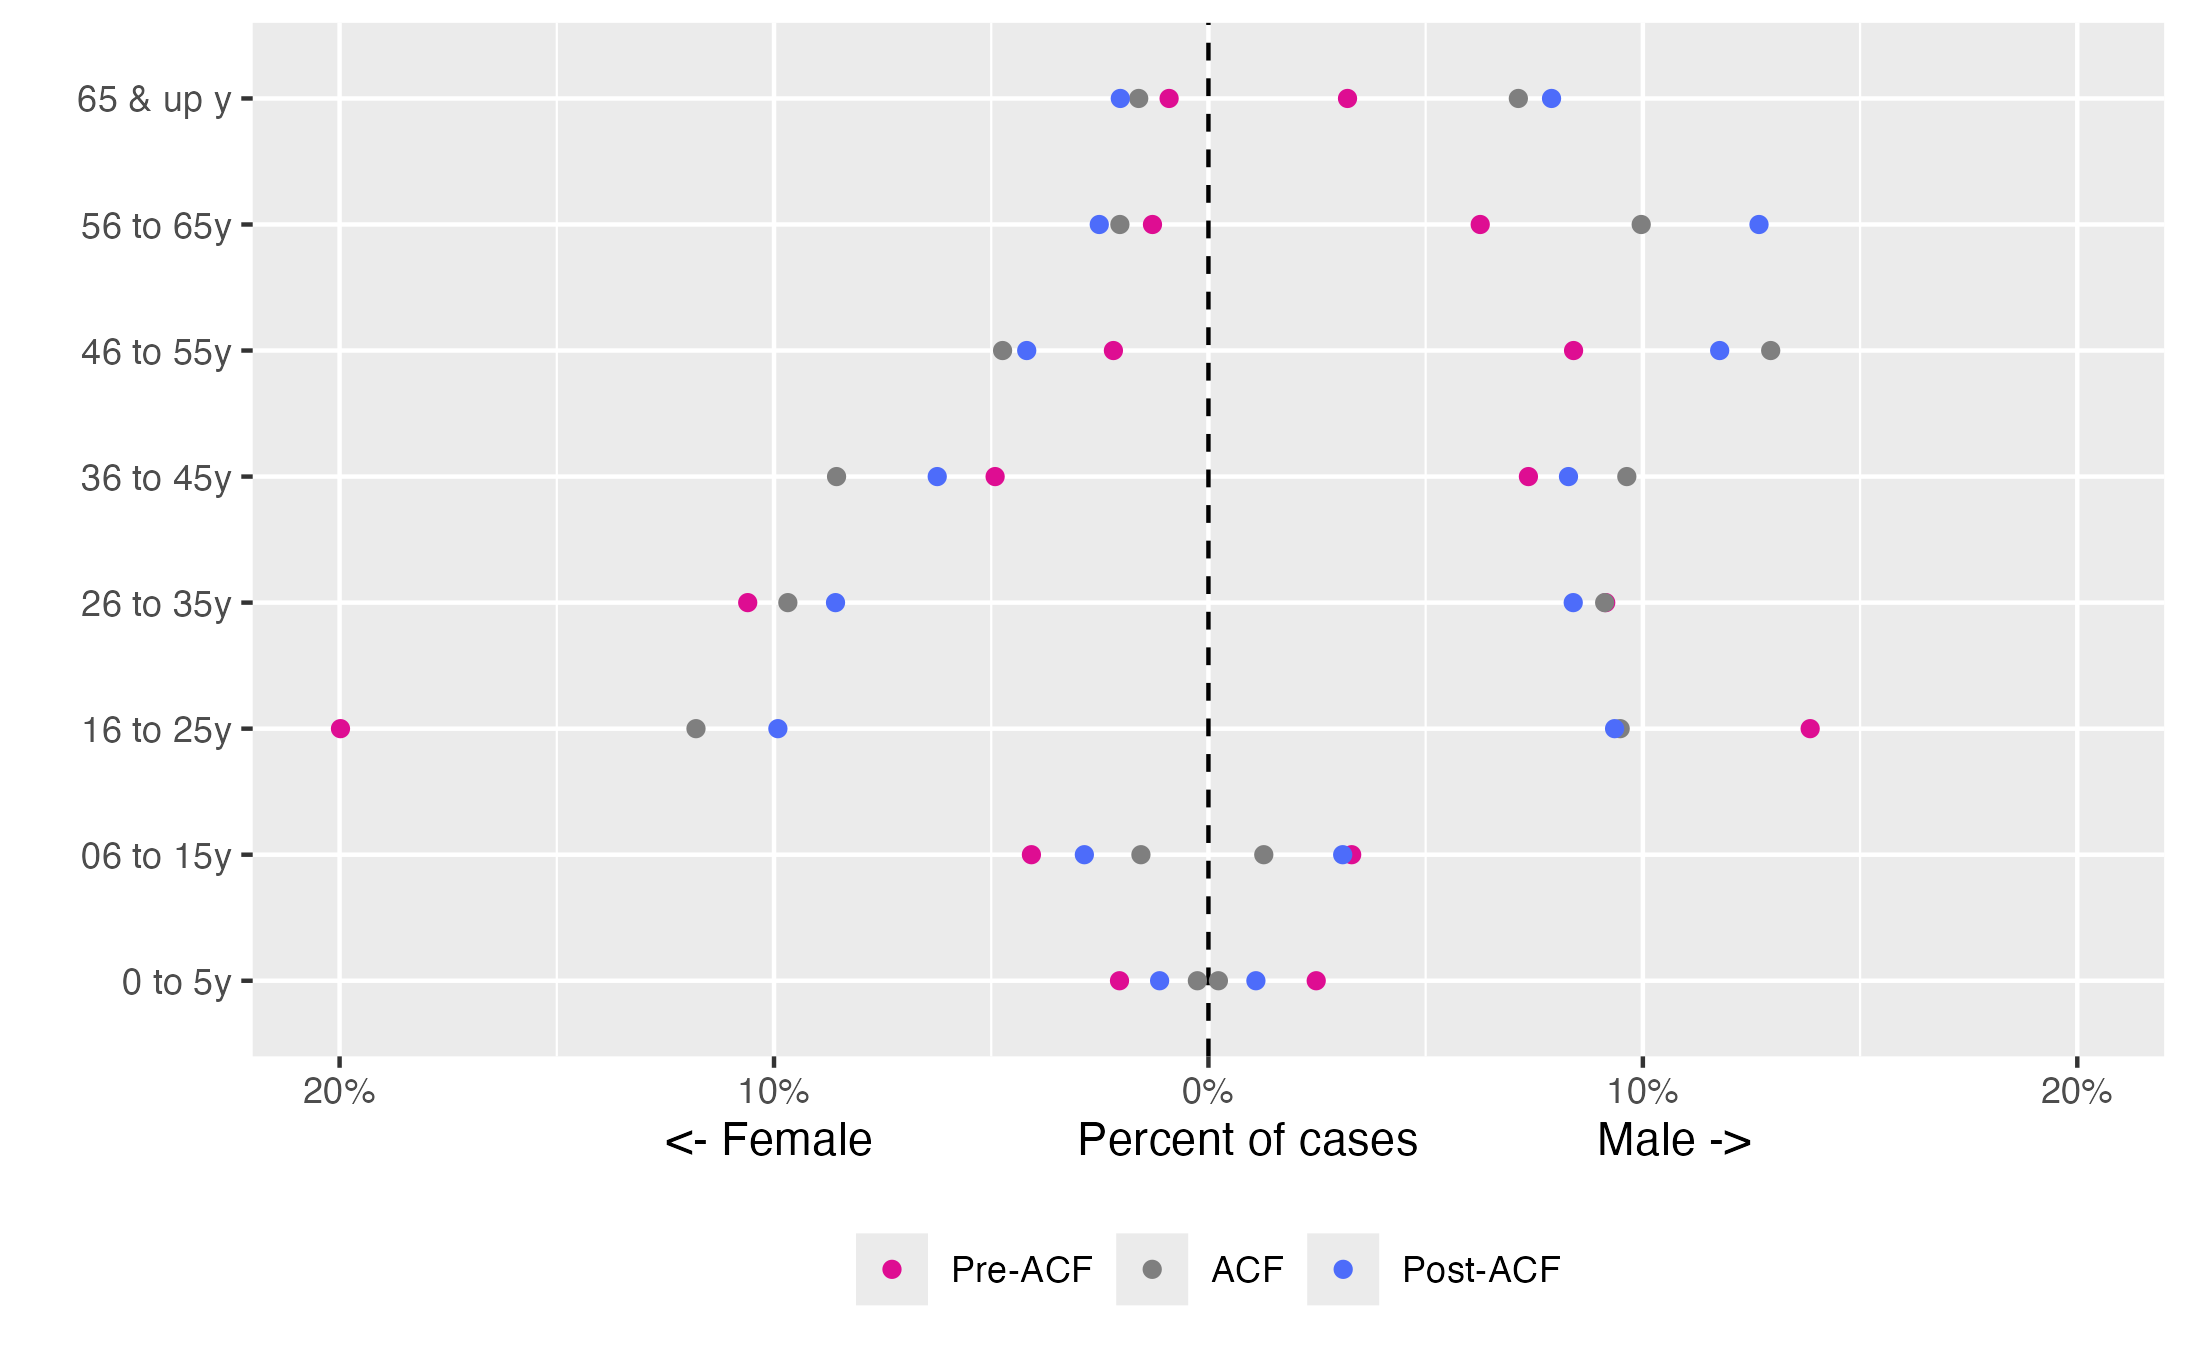 65 & up y
56 to 65y
46 to 55y
36 to 45y
26 to 35y
16 to 25y
06 to 15y
0 to 5y
20% 10% 0% 10% 20%
<- Female Percent of cases Male ->
Pre-ACF ACF Post-ACF